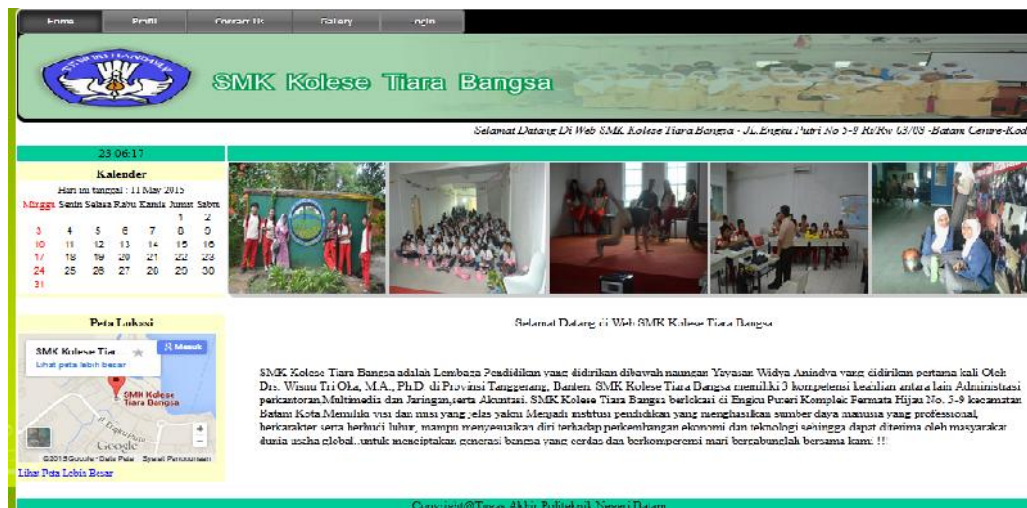 Home Profil Contact Us Gallery Login
SMK Kolese Tiara Bangsa
Selamat Datang Di Web SMK Kolese Tiara Bangsa - JL.Engku Putri No 5-9 Rt/Rw 03/08 -Batam Centre-Kod
23:06:17
Kalender
Hari ini tanggal : 11 May 2015
Minggu Senin Selasa Rabu Kamis Jumat Sabtu
1 2
3 4 5 6 7 8 9
10 11 12 13 14 15 16
17 18 19 20 21 22 23
24 25 26 27 28 29 30
31
Peta Lokasi
SMK Kolese Tiar...
Masuk
Lihat peta lebih besar
SMK Kolese
Tiara Bangsa
Google
©2015 Google - Data Peta Syarat Penggunaan
Lihat Peta Lebih Besar
Selamat Datang di Web SMK Kolese Tiara Bangsa
SMK Kolese Tiara Bangsa adalah Lembaga Pendidikan yang didirikan dibawah naungan Yayasan Widya Anindya yang didirikan pertama kali Oleh
Drs. Wisnu Tri Oka, M.A., Ph.D. di Provinsi Tanggerang, Banten. SMK Kolese Tiara Bangsa memiliki 3 kompetensi keahlian antara lain Administrasi
perkantoran,Multimedia dan Jaringan,serta Akuntasi. SMK Kolese Tiara Bangsa berlokasi di Engku Puteri Komplek Permata Hijau No. 5-9 kecamatan
Batam Kota.Memiliki visi dan misi yang jelas yakni Menjadi institusi pendidikan yang menghasilkan sumber daya manusia yang professional,
berkarakter serta berbudi luhur, mampu menyesuaikan diri terhadap perkembangan ekonomi dan teknologi sehingga dapat diterima oleh masyarakat
dunia usaha global..untuk menciptakan generasi bangsa yang cerdas dan berkompetensi mari bergabunglah bersama kami !!!
Copyright@Tugas Akhir Politeknik Negeri Batam